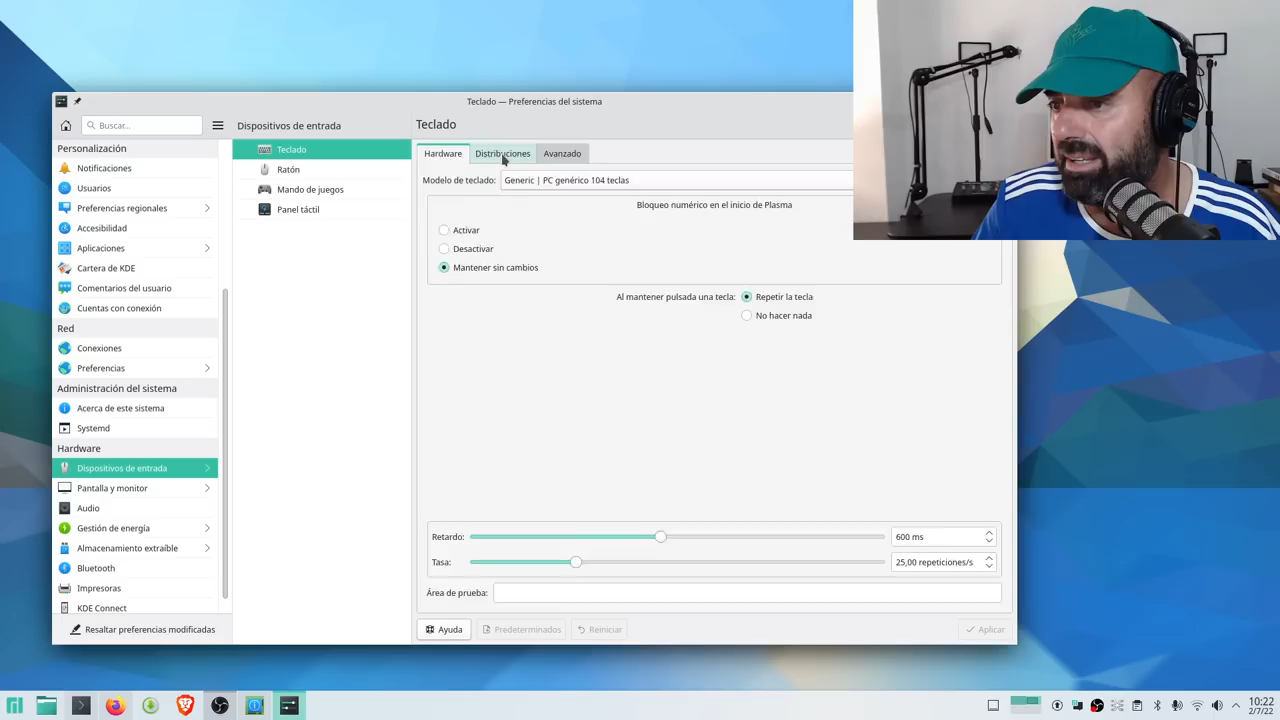 Teclado — Preferencias del sistema
Buscar...
Dispositivos de entrada
Teclado
Personalización
Notificaciones
Usuarios
Preferencias regionales
Accesibilidad
Aplicaciones
Cartera de KDE
Comentarios del usuario
Cuentas con conexión
Red
Conexiones
Preferencias
Administración del sistema
Acerca de este sistema
Systemd
Hardware
Dispositivos de entrada
Pantalla y monitor
Audio
Gestión de energía
Almacenamiento extraíble
Bluetooth
Impresoras
KDE Connect
Resaltar preferencias modificadas
Teclado
Ratón
Mando de juegos
Panel táctil
Hardware Distribuciones Avanzado
Modelo de teclado: Generic | PC genérico 104 teclas
Bloqueo numérico en el inicio de Plasma
Activar
Desactivar
Mantener sin cambios
Al mantener pulsada una tecla: Repetir la tecla
No hacer nada
Retardo: 600 ms
Tasa: 25,00 repeticiones/s
Área de prueba:
Ayuda Predeterminados Reiniciar Aplicar
10:22
2/7/22